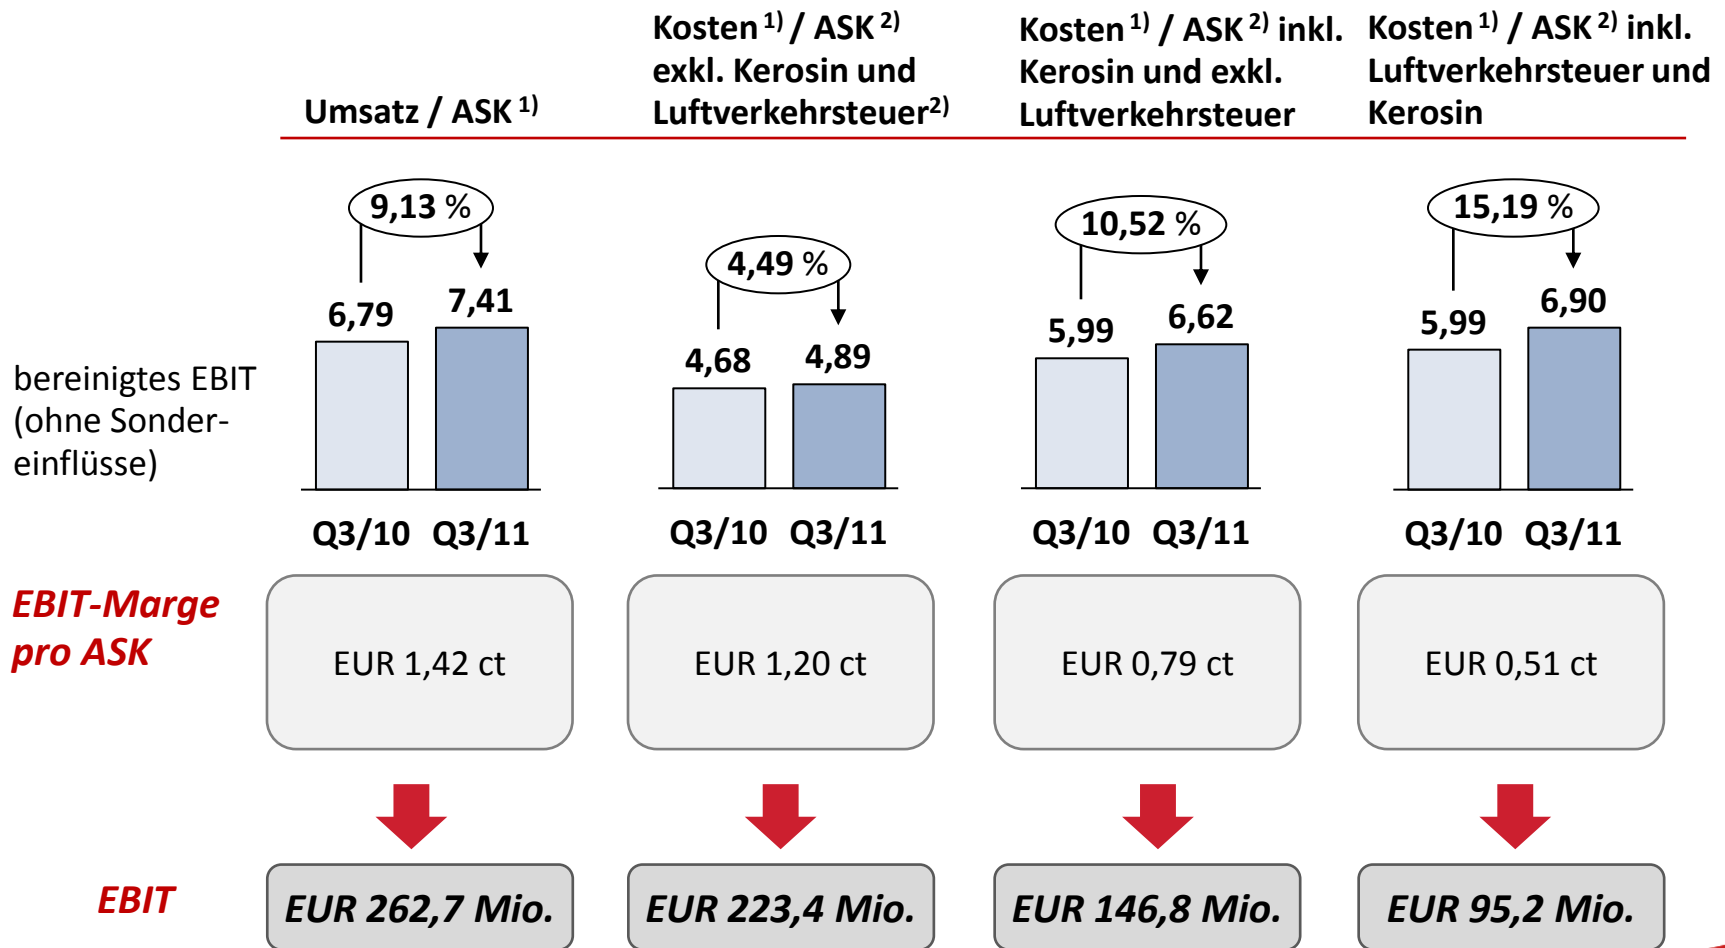 Umsatz / ASK 1)
Kosten 1) / ASK 2)
exkl. Kerosin und
Luftverkehrsteuer2)
Kosten 1) / ASK 2) inkl.
Kerosin und exkl.
Luftverkehrsteuer
Kosten 1) / ASK 2) inkl.
Luftverkehrsteuer und
Kerosin
bereinigtes EBIT
(ohne Sonder-
einflüsse)
9,13 %
6,79
7,41
Q3/10 Q3/11
4,49 %
4,68
4,89
Q3/10 Q3/11
10,52 %
5,99
6,62
Q3/10 Q3/11
15,19 %
5,99
6,90
Q3/10 Q3/11
EBIT-Marge
pro ASK
EUR 1,42 ct
EUR 1,20 ct
EUR 0,79 ct
EUR 0,51 ct
EBIT
EUR 262,7 Mio.
EUR 223,4 Mio.
EUR 146,8 Mio.
EUR 95,2 Mio.